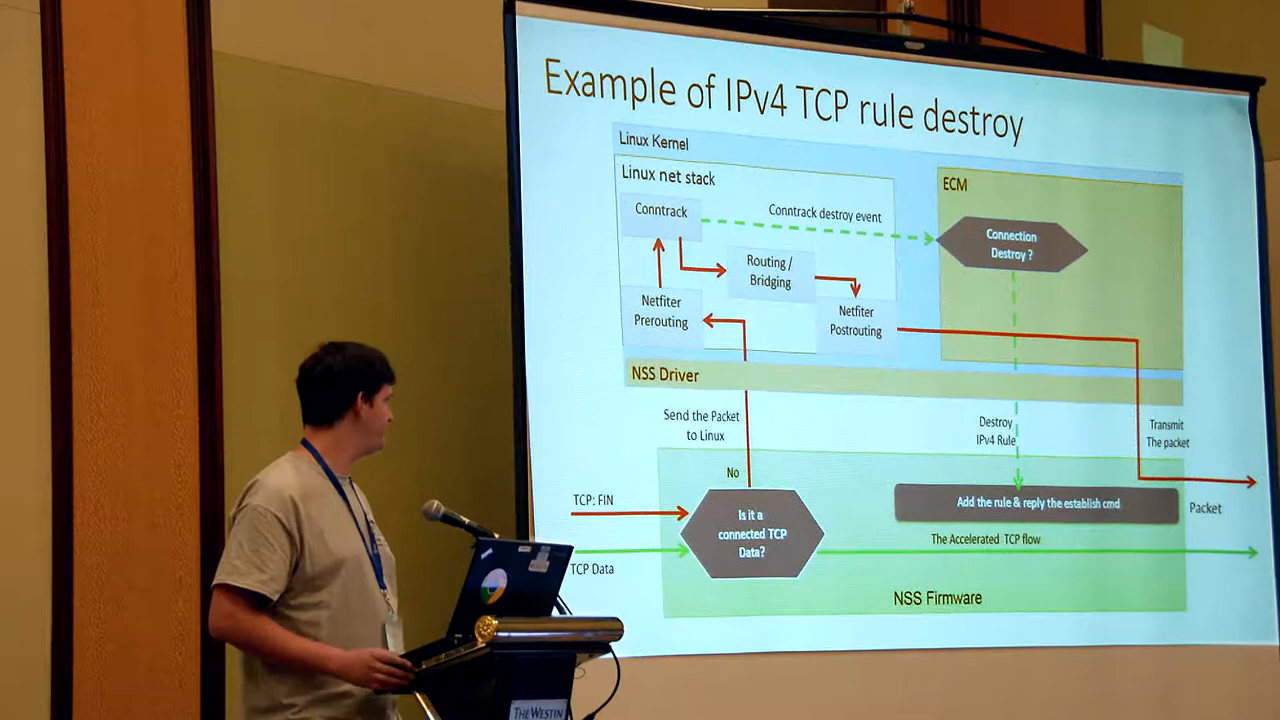 Example of IPv4 TCP rule destroy
Linux Kernel
Linux net stack
ECM
Conntrack
Conntrack destroy event
Connection
Destroy ?
Routing /
Bridging
Netfiter
Prerouting
Netfiter
Postrouting
NSS Driver
Send the Packet
to Linux
Destroy
IPv4 Rule
Transmit
The packet
No
TCP: FIN
Is it a
connected TCP
Data?
Add the rule & reply the establish cmd
Packet
The Accelerated TCP flow
TCP Data
NSS Firmware
THE WESTIN